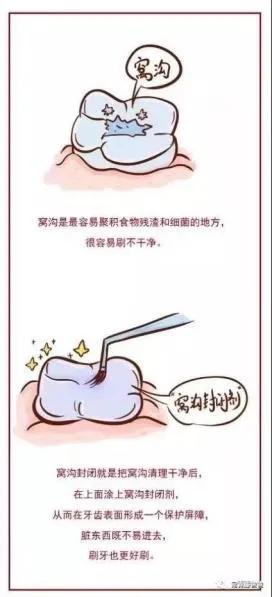 窝沟
窝沟是最容易聚积食物残渣和细菌的地方，
很容易刷不干净。
窝沟封闭剂
窝沟封闭就是把窝沟清理干净后，
在上面涂上窝沟封闭剂，
从而在牙齿表面形成一个保护屏障，
脏东西既不易进去，
刷牙也更好刷。